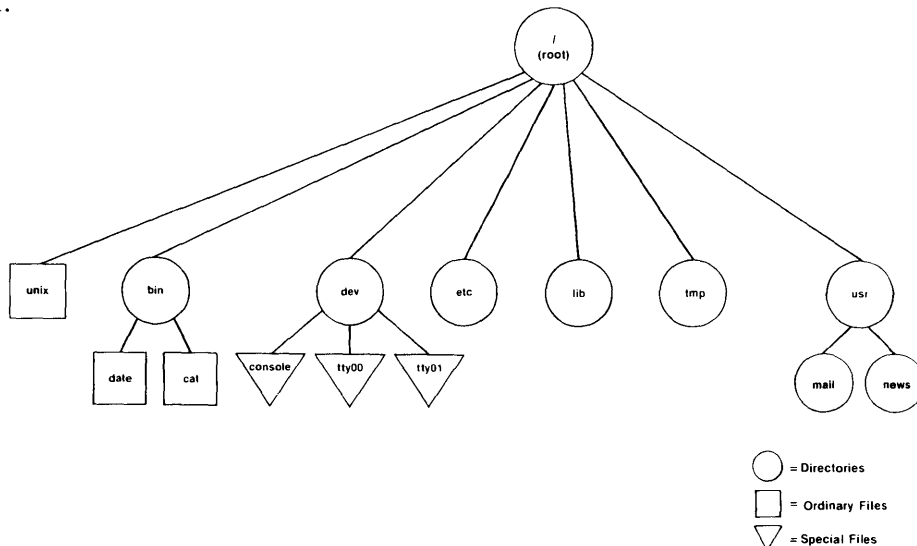 /
(root)
unix
bin
dev
etc
lib
tmp
usr
date
cat
console
tty00
tty01
mail
news
= Directories
= Ordinary Files
= Special Files